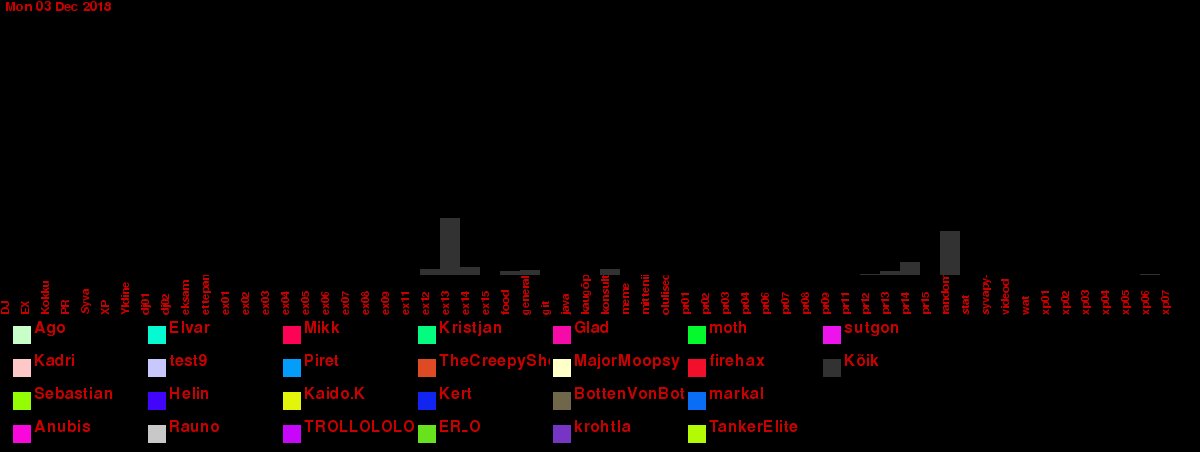 Mon 03 Dec 2018
DJ
EX
Kokku
PR
Syva
XP
Yldine
dj01
dj02
eksam
ettepan
ex01
ex02
ex03
ex04
ex05
ex06
ex07
ex08
ex09
ex11
ex12
ex13
ex14
ex15
food
general
git
java
kaugõp
konsult
meme
mitteni
olulisec
pr01
pr02
pr03
pr04
pr06
pr07
pr08
pr09
pr11
pr12
pr13
pr14
pr15
random
stat
syvapy-
videod
wat
xp01
xp02
xp03
xp04
xp05
xp06
xp07
Ago Elvar Mikk Kristjan Glad moth sutgon
Kadri test9 Piret TheCreepySh MajorMoopsy firehax Kõik
Sebastian Helin Kaido.K Kert BottenVonBot markal
Anubis Rauno TROLLOLOLO ER_O krohtla TankerElite